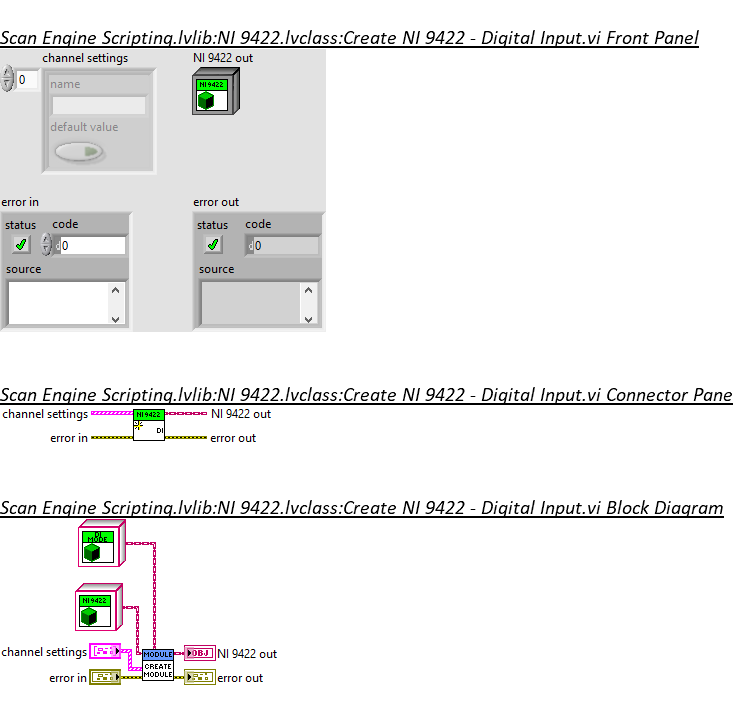 Scan Engine Scripting.lvlib:NI 9422.lvclass:Create NI 9422 - Digital Input.vi Front Panel
channel settings NI 9422 out
0 name NI 9422
default value
error in error out
status code status code
d0 d0
source source
Scan Engine Scripting.lvlib:NI 9422.lvclass:Create NI 9422 - Digital Input.vi Connector Pane
channel settings NI 9422 NI 9422 out
DI
error in error out
Scan Engine Scripting.lvlib:NI 9422.lvclass:Create NI 9422 - Digital Input.vi Block Diagram
DI
MODE
NI 9422
channel settings MODULE OBJ NI 9422 out
CREATE
error in MODULE error out